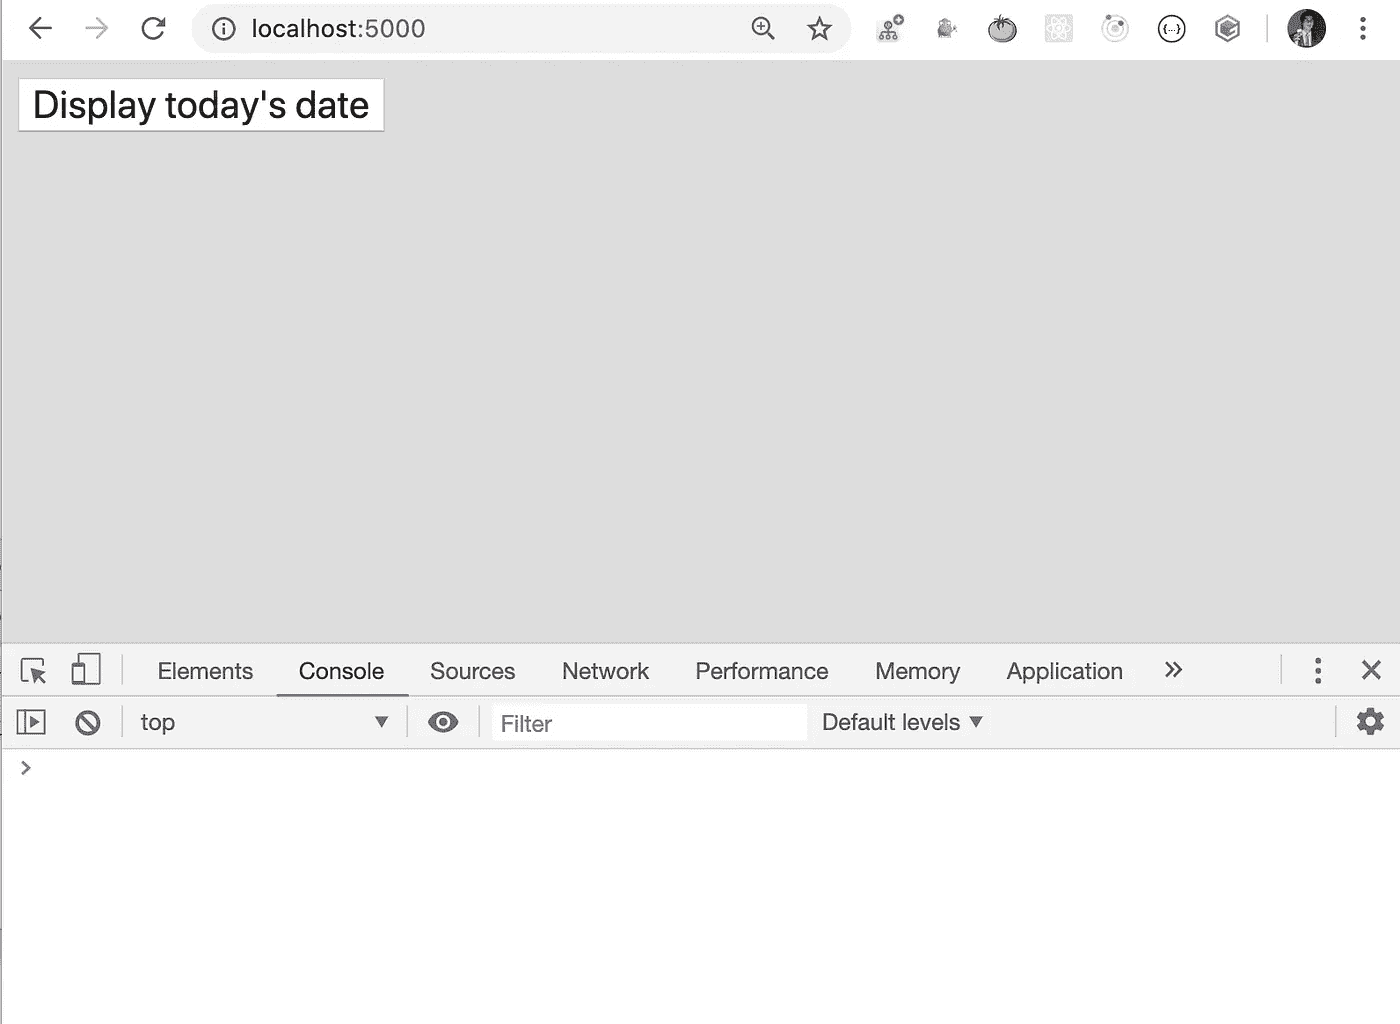 localhost:5000
Display today's date
Elements Console Sources Network Performance Memory Application
top Filter Default levels